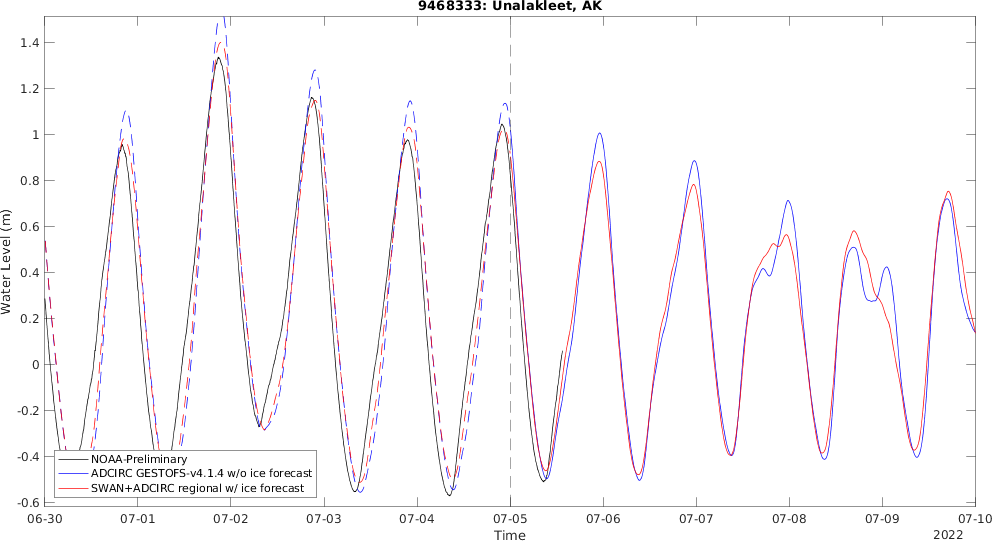 9468333: Unalakleet, AK
Water Level (m)
1.4
1.2
1
0.8
0.6
0.4
0.2
0
-0.2
-0.4
-0.6
NOAA-Preliminary
ADCIRC GESTOFS-v4.1.4 w/o ice forecast
SWAN+ADCIRC regional w/ ice forecast
06-30 07-01 07-02 07-03 07-04 07-05 07-06 07-07 07-08 07-09 07-10
Time
2022